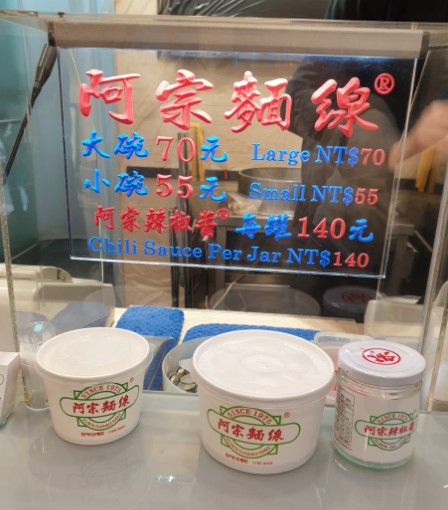 阿宗麵線®
大碗70元 Large NT$70
小碗55元 Small NT$55
阿宗辣椒醬® 每罐140元
Chili Sauce Per Jar NT$140
SINCE 1975
阿宗麵線®
SINCE 1975
阿宗麵線®
阿宗辣椒醬